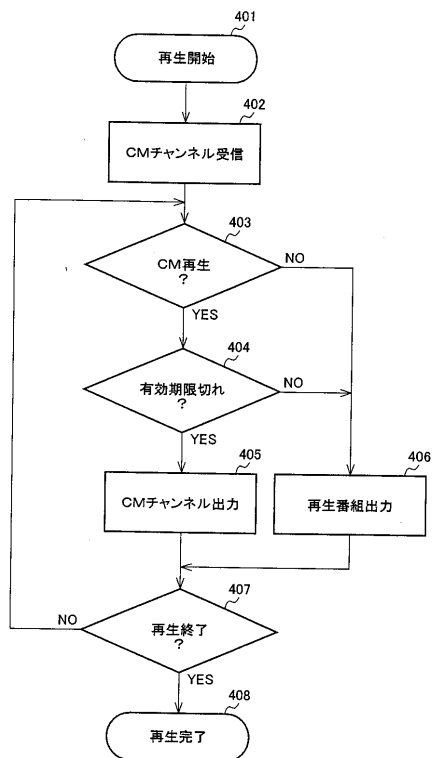 401
再生開始
402
CMチャンネル受信
403
CM再生
?
NO
YES
404
有効期限切れ
?
NO
YES
405
CMチャンネル出力
406
再生番組出力
407
再生終了
?
NO
YES
408
再生完了